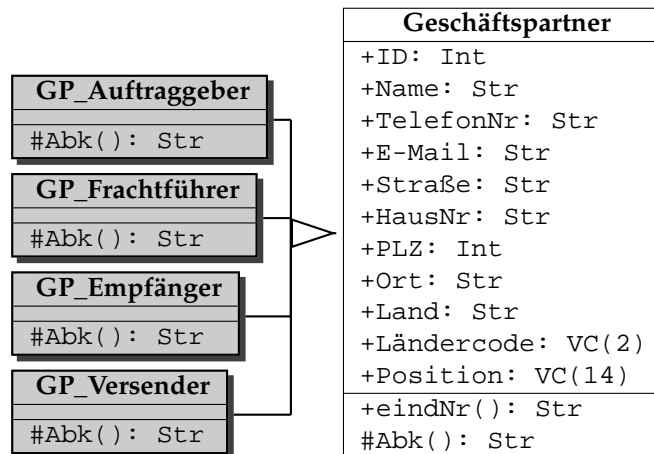 GP_Auftraggeber
#Abk(): Str
GP_Frachtführer
#Abk(): Str
GP_Empfänger
#Abk(): Str
GP_Versender
#Abk(): Str
Geschäftspartner
+ID: Int
+Name: Str
+TelefonNr: Str
+E-Mail: Str
+Straße: Str
+HausNr: Str
+PLZ: Int
+Ort: Str
+Land: Str
+Ländercode: VC(2)
+Position: VC(14)
+eindNr(): Str
#Abk(): Str